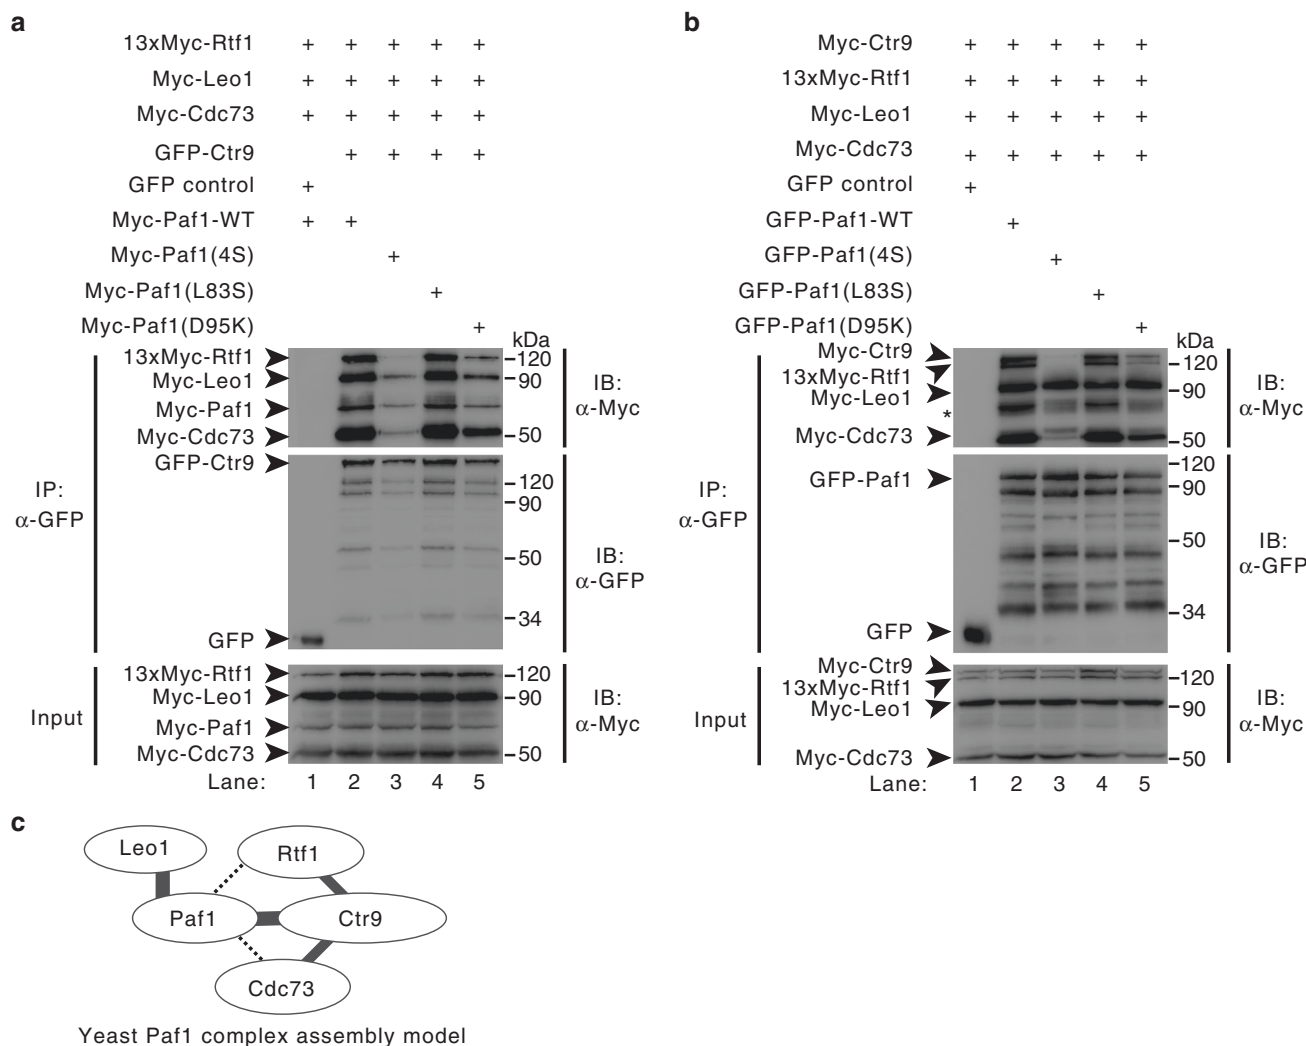 a
13xMyc-Rtf1 + + + + +
Myc-Leo1 + + + + +
Myc-Cdc73 + + + + +
GFP-Ctr9 + + + +
GFP control +
Myc-Paf1-WT + +
Myc-Paf1(4S) +
Myc-Paf1(L83S) +
Myc-Paf1(D95K) +
kDa
13xMyc-Rtf1 120
Myc-Leo1 90
Myc-Paf1
Myc-Cdc73 50
IB:
α-Myc
GFP-Ctr9
120
90
50
34
GFP
IP:
α-GFP
IB:
α-GFP
13xMyc-Rtf1 120
Myc-Leo1 90
Myc-Paf1
Myc-Cdc73 50
Input
IB:
α-Myc
Lane: 1 2 3 4 5
b
Myc-Ctr9 + + + + +
13xMyc-Rtf1 + + + + +
Myc-Leo1 + + + + +
Myc-Cdc73 + + + + +
GFP control +
GFP-Paf1-WT +
GFP-Paf1(4S) +
GFP-Paf1(L83S) +
GFP-Paf1(D95K) +
kDa
Myc-Ctr9
120
13xMyc-Rtf1
Myc-Leo1 90
*
Myc-Cdc73 50
IB:
α-Myc
120
GFP-Paf1 90
50
34
GFP
IP:
α-GFP
IB:
α-GFP
Myc-Ctr9
120
13xMyc-Rtf1
Myc-Leo1 90
Myc-Cdc73 50
Input
IB:
α-Myc
Lane: 1 2 3 4 5
c
Leo1 Rtf1
Paf1 Ctr9
Cdc73
Yeast Paf1 complex assembly model